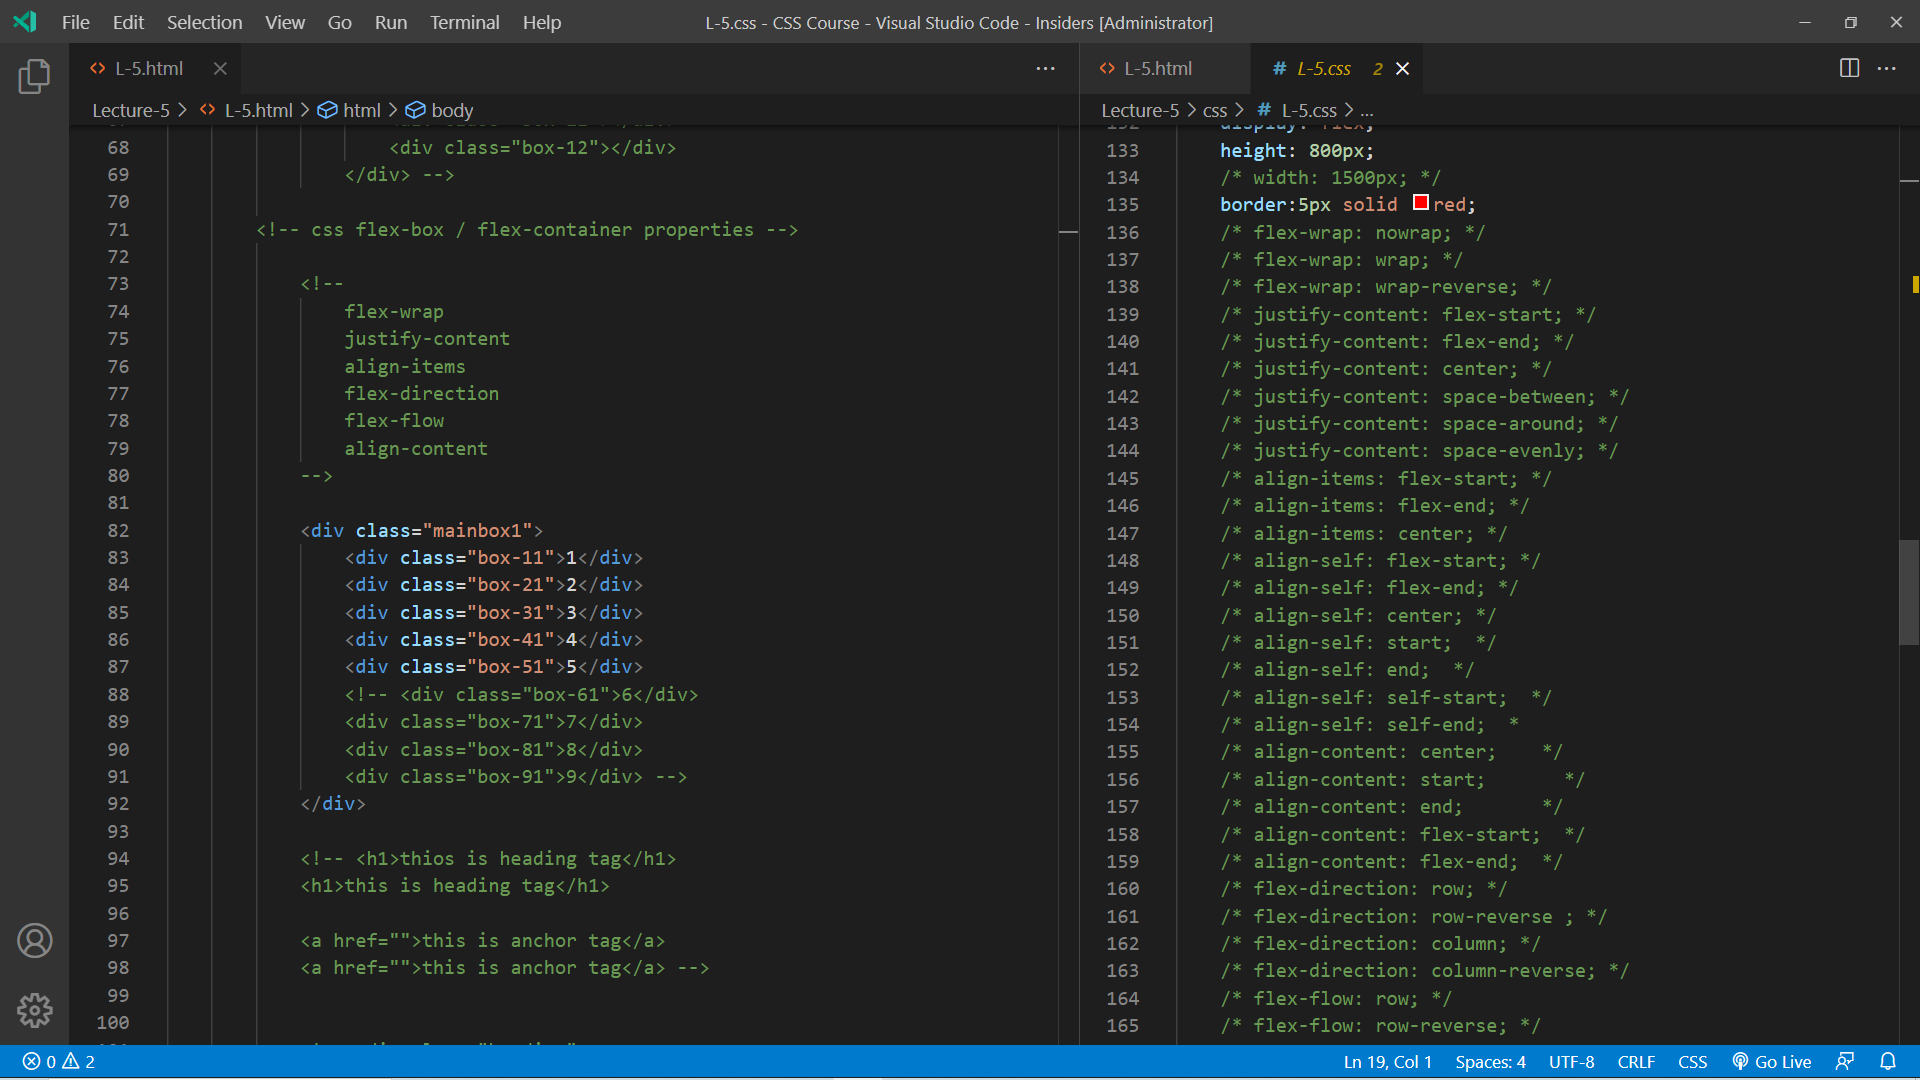 File Edit Selection View Go Run Terminal Help
L-5.css - CSS Course - Visual Studio Code - Insiders [Administrator]
L-5.html
Lecture-5 > L-5.html > html > body
68 <div class="box-12"></div>
69 </div> -->
70
71 <!-- css flex-box / flex-container properties -->
72
73 <!--
74 flex-wrap
75 justify-content
76 align-items
77 flex-direction
78 flex-flow
79 align-content
80 -->
81
82 <div class="mainbox1">
83 <div class="box-11">1</div>
84 <div class="box-21">2</div>
85 <div class="box-31">3</div>
86 <div class="box-41">4</div>
87 <div class="box-51">5</div>
88 <!-- <div class="box-61">6</div>
89 <div class="box-71">7</div>
90 <div class="box-81">8</div>
91 <div class="box-91">9</div> -->
92 </div>
93
94 <!-- <h1>thios is heading tag</h1>
95 <h1>this is heading tag</h1>
96
97 <a href="">this is anchor tag</a>
98 <a href="">this is anchor tag</a> -->
99
100
L-5.html
# L-5.css 2
Lecture-5 > css > # L-5.css > ...
132 display: flex;
133 height: 800px;
134 /* width: 1500px; */
135 border:5px solid red;
136 /* flex-wrap: nowrap; */
137 /* flex-wrap: wrap; */
138 /* flex-wrap: wrap-reverse; */
139 /* justify-content: flex-start; */
140 /* justify-content: flex-end; */
141 /* justify-content: center; */
142 /* justify-content: space-between; */
143 /* justify-content: space-around; */
144 /* justify-content: space-evenly; */
145 /* align-items: flex-start; */
146 /* align-items: flex-end; */
147 /* align-items: center; */
148 /* align-self: flex-start; */
149 /* align-self: flex-end; */
150 /* align-self: center; */
151 /* align-self: start;  */
152 /* align-self: end;  */
153 /* align-self: self-start;  */
154 /* align-self: self-end;  *
155 /* align-content: center;    */
156 /* align-content: start;       */
157 /* align-content: end;       */
158 /* align-content: flex-start;  */
159 /* align-content: flex-end;  */
160 /* flex-direction: row; */
161 /* flex-direction: row-reverse ; */
162 /* flex-direction: column; */
163 /* flex-direction: column-reverse; */
164 /* flex-flow: row; */
165 /* flex-flow: row-reverse; */
0 2
Ln 19, Col 1 Spaces: 4 UTF-8 CRLF CSS Go Live